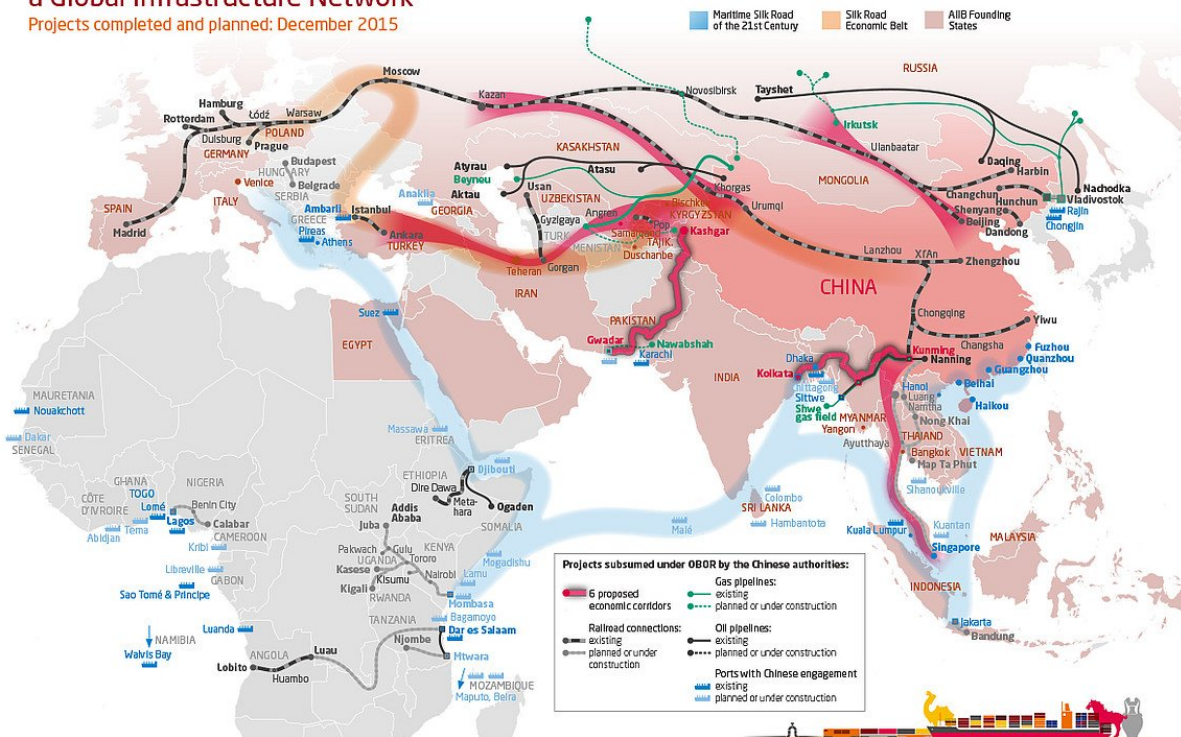 a Global Infrastructure Network
Projects completed and planned: December 2015
Maritime Silk Road
of the 21st Century
Silk Road
Economic Belt
AIIB Founding
States
RUSSIA
Moscow
Kazan
Novosibirsk
Tayshet
Hamburg
Rotterdam
Łódź
Warsaw
POLAND
Duisburg
Prague
GERMANY
Irkutsk
Ulanbaatar
KASAKHSTAN
Atyrau
Beyneu
Aktau
Atasu
Usan
Khorgas
MONGOLIA
Daqing
Harbin
Changchun
Hunchun
Nachodka
Vladivostok
Shenyang
Rajin
Chongjin
Beijing
Dandong
Budapest
HUNGARY
Belgrade
SERBIA
Venice
ITALY
SPAIN
Madrid
GREECE
Ambarli
Istanbul
Pireas
Athens
Anaklia
GEORGIA
Ankara
TURKEY
UZBEKISTAN
Gyzlgaya
Angren
Bischkek
KYRGYZSTAN
Pop
Samarqand
TURK
MENISTAN
TAJIK.
Duschanbe
Kashgar
Urumqi
Lanzhou
Xi'An
Zhengzhou
Teheran
Gorgan
IRAN
CHINA
Suez
EGYPT
PAKISTAN
Gwadar
Nawabshah
Karachi
Chongqing
Yiwu
Changsha
Kunming
Nanning
Fuzhou
Quanzhou
Guangzhou
Beihai
Haikou
INDIA
Dhaka
Kolkata
Chittagong
Sittwe
Shwe
gas field
MYANMAR
Yangon
Hanoi
Luang
Namtha
Nong Khai
Ayutthaya
THAILAND
Bangkok
VIETNAM
Map Ta Phut
Sihanoukville
MAURETANIA
Nouakchott
Dakar
SENEGAL
Massawa
ERITREA
Djibouti
ETHIOPIA
Dire Dawa
Meta-
hara
Ogaden
Addis
Ababa
SOMALIA
GHANA
TOGO
CÔTE
D'IVOIRE
Lomé
NIGERIA
Benin City
Lagos
Tema
Abidjan
Calabar
CAMEROON
Kribi
Libreville
GABON
Sao Tomé & Principe
SOUTH
SUDAN
Juba
Pakwach
Gulu
KENYA
UGANDA
Tororo
Kasese
Kisumu
Nairobi
Kigali
RWANDA
Lamu
Mogadishu
Mombasa
Bagamoyo
TANZANIA
Dar es Salaam
Njombe
Mtwara
Luanda
NAMIBIA
Walvis Bay
ANGOLA
Luau
Lobito
Huambo
MOZAMBIQUE
Maputo, Beira
Colombo
SRI LANKA
Hambantota
Malé
Kuala Lumpur
Kuantan
Singapore
MALAYSIA
INDONESIA
Jakarta
Bandung
Projects subsumed under OBOR by the Chinese authorities:
6 proposed
economic corridors
Railroad connections:
existing
planned or under
construction
Gas pipelines:
existing
planned or under construction
Oil pipelines:
existing
planned or under construction
Ports with Chinese engagement
existing
planned or under construction